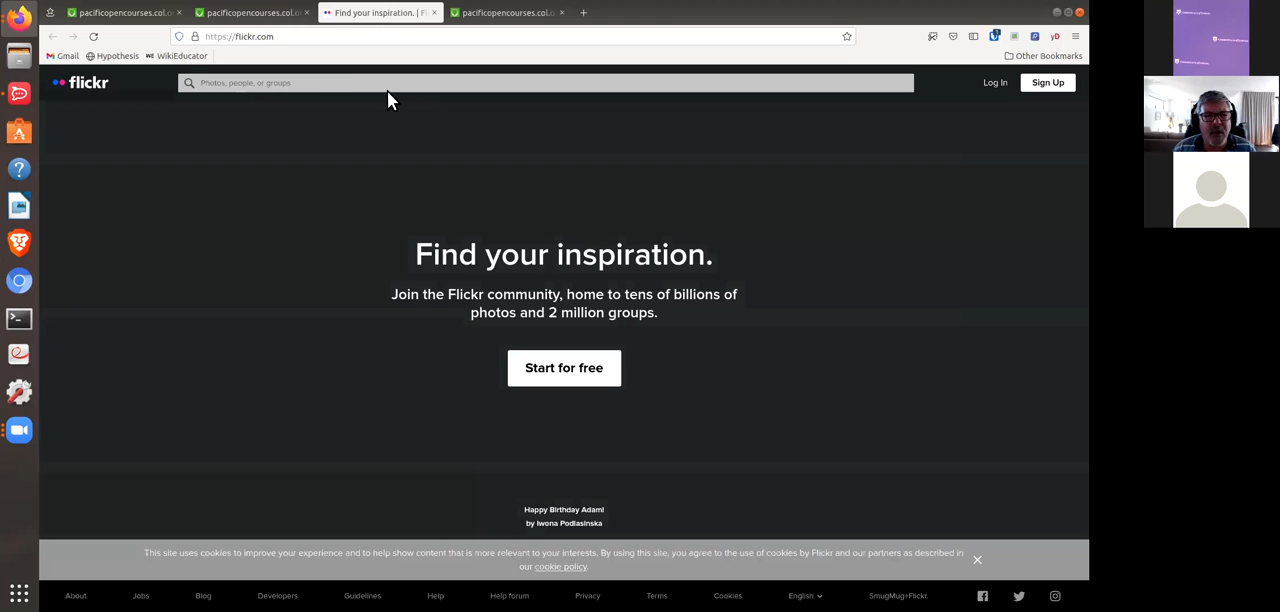 pacificopencourses.col.o
pacificopencourses.col.o
Find your inspiration. | F
pacificopencourses.col.o
https://flickr.com
yD
Gmail
Hypothesis
WE WikiEducator
Other Bookmarks
flickr
Photos, people, or groups
Log In
Sign Up
Find your inspiration.
Join the Flickr community, home to tens of billions of
photos and 2 million groups.
Start for free
Happy Birthday Adam!
by Iwona Podlasinska
This site uses cookies to improve your experience and to help show content that is more relevant to your interests. By using this site, you agree to the use of cookies by Flickr and our partners as described in
our cookie policy.
About
Jobs
Blog
Developers
Guidelines
Help
Help forum
Privacy
Terms
Cookies
English
SmugMug+Flickr.